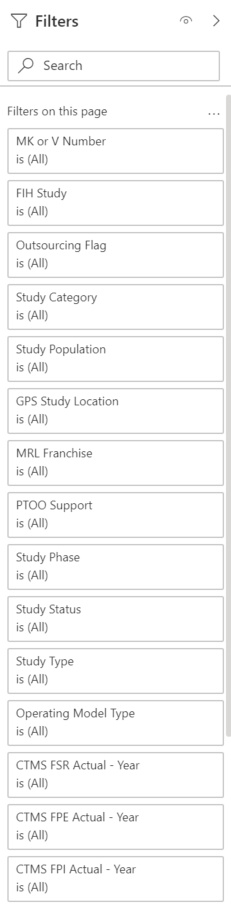 Filters
Search
Filters on this page
...
MK or V Number
is (All)
FIH Study
is (All)
Outsourcing Flag
is (All)
Study Category
is (All)
Study Population
is (All)
GPS Study Location
is (All)
MRL Franchise
is (All)
PTOO Support
is (All)
Study Phase
is (All)
Study Status
is (All)
Study Type
is (All)
Operating Model Type
is (All)
CTMS FSR Actual - Year
is (All)
CTMS FPE Actual - Year
is (All)
CTMS FPI Actual - Year
is (All)